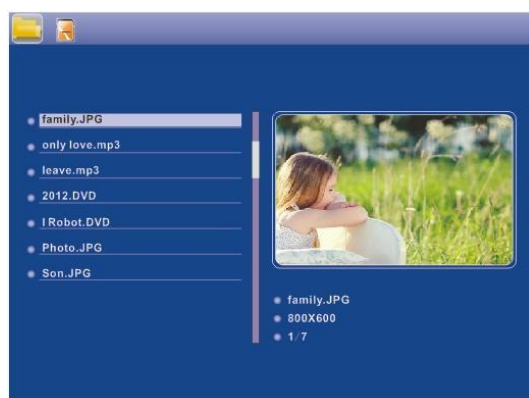 family.JPG
only love.mp3
leave.mp3
2012.DVD
I Robot.DVD
Photo.JPG
Son.JPG
family.JPG
800X600
1/7